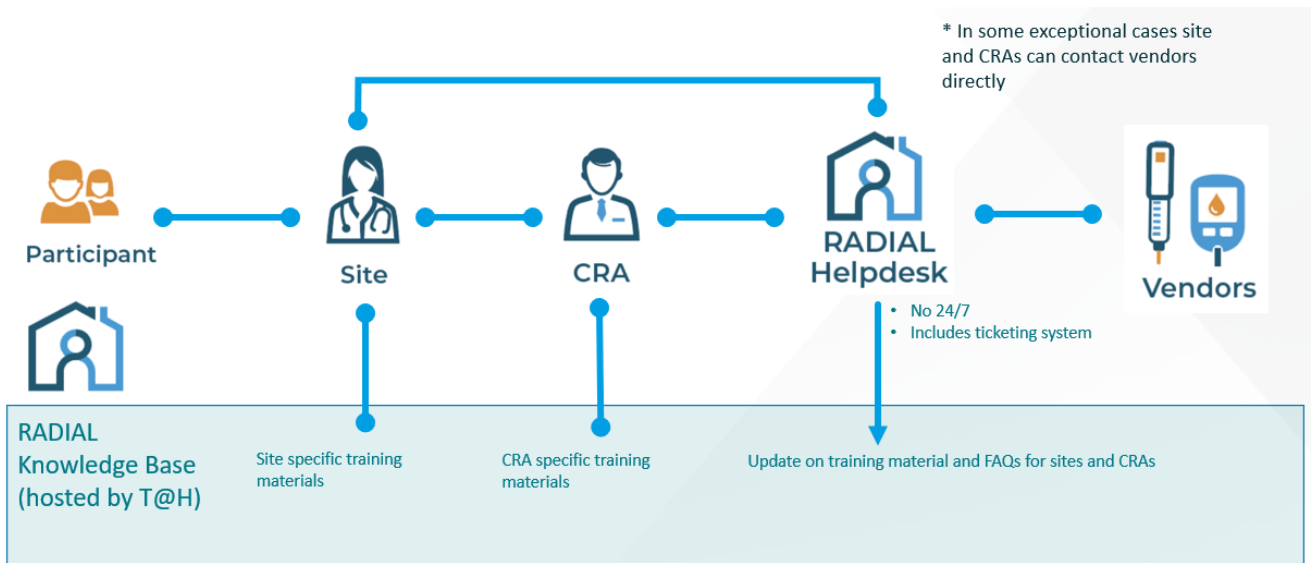 * In some exceptional cases site
and CRAs can contact vendors
directly
Participant
Site
CRA
RADIAL
Helpdesk
Vendors
• No 24/7
• Includes ticketing system
RADIAL
Knowledge Base
(hosted by T@H)
Site specific training
materials
CRA specific training
materials
Update on training material and FAQs for sites and CRAs